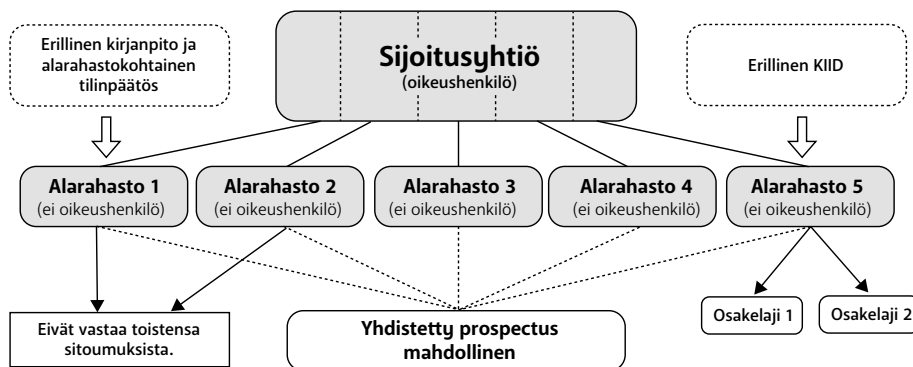 Erillinen kirjanpito ja
alarahastokohtainen
tilinpäätös
Sijoitusyhtiö
(oikeushenkilö)
Erillinen KIID
Alarahasto 1
(ei oikeushenkilö)
Alarahasto 2
(ei oikeushenkilö)
Alarahasto 3
(ei oikeushenkilö)
Alarahasto 4
(ei oikeushenkilö)
Alarahasto 5
(ei oikeushenkilö)
Eivät vastaa toistensa
sitoumuksista.
Yhdistetty prospectus
mahdollinen
Osakelaji 1
Osakelaji 2